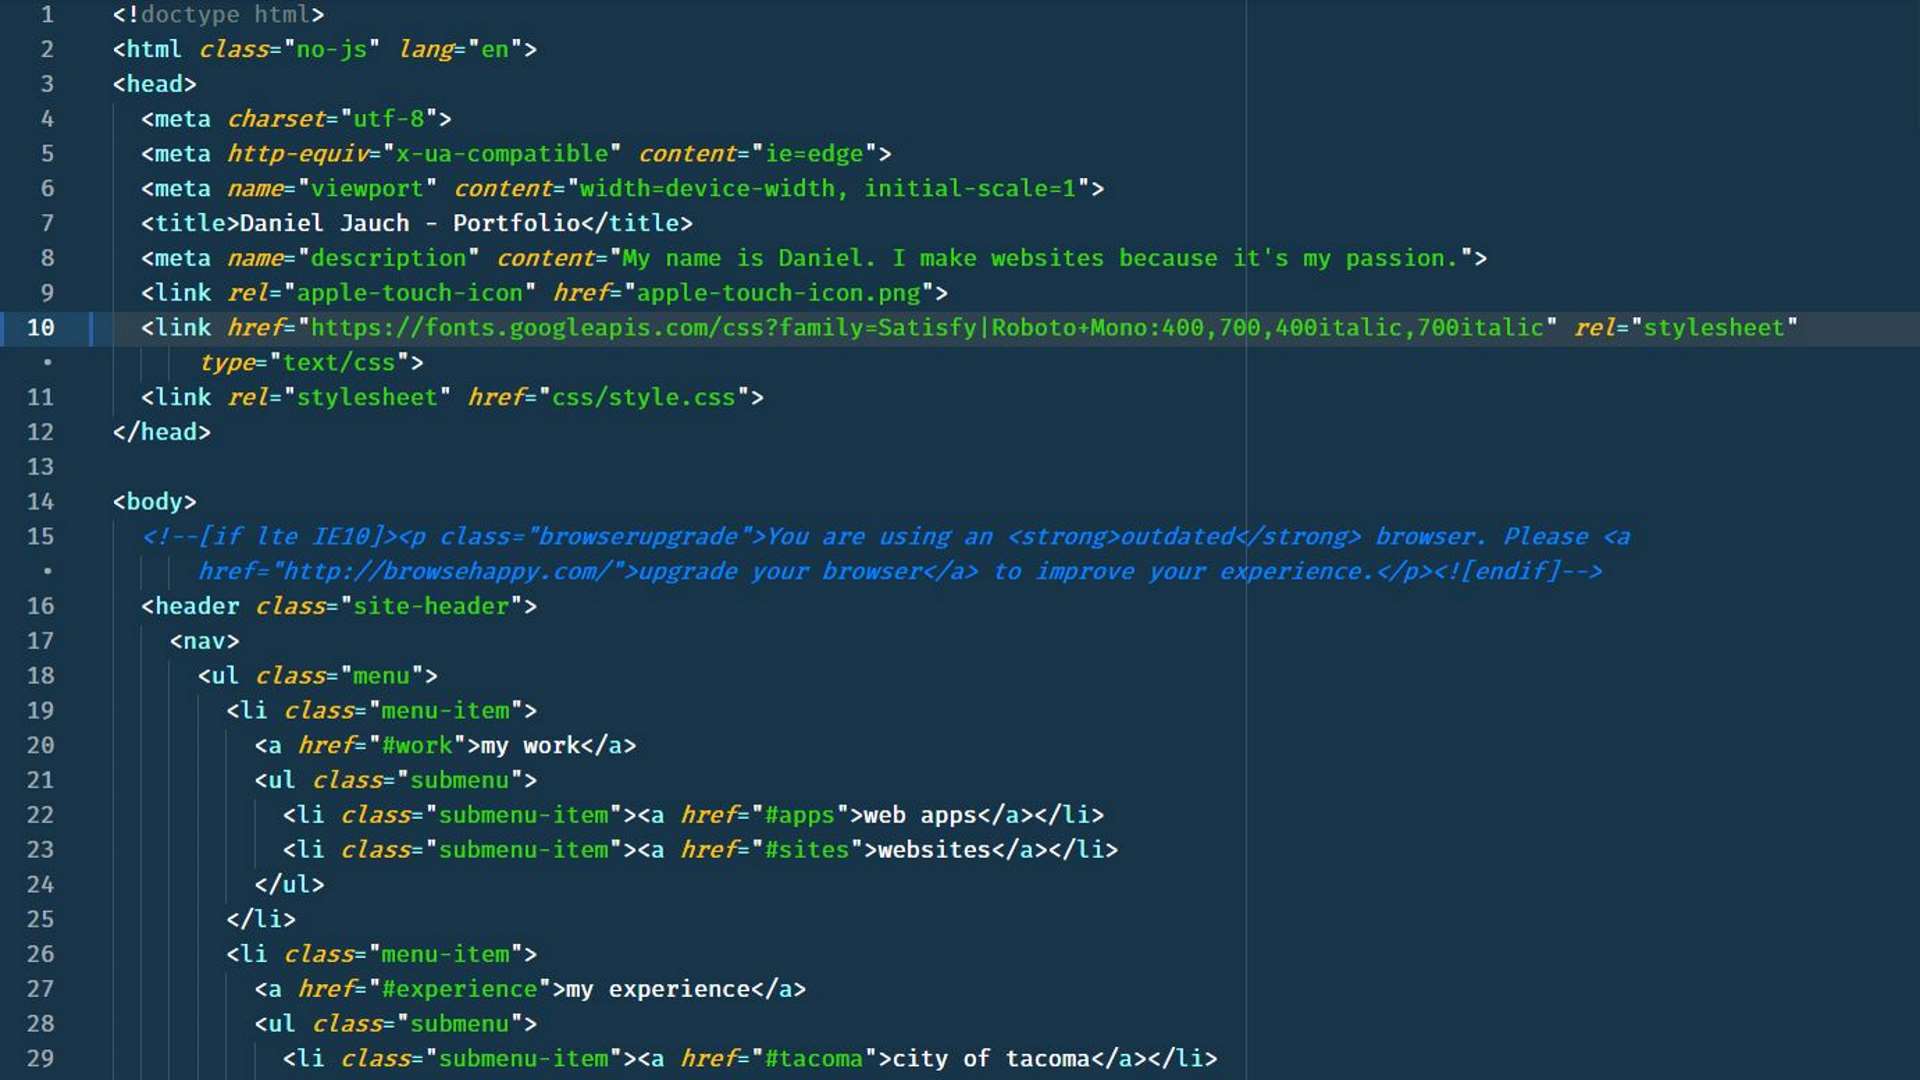 1 <!doctype html>
2 <html class="no-js" lang="en">
3 <head>
4 <meta charset="utf-8">
5 <meta http-equiv="x-ua-compatible" content="ie=edge">
6 <meta name="viewport" content="width=device-width, initial-scale=1">
7 <title>Daniel Jauch - Portfolio</title>
8 <meta name="description" content="My name is Daniel. I make websites because it's my passion.">
9 <link rel="apple-touch-icon" href="apple-touch-icon.png">
10 <link href="https://fonts.googleapis.com/css?family=Satisfy|Roboto+Mono:400,700,400italic,700italic" rel="stylesheet"
• type="text/css">
11 <link rel="stylesheet" href="css/style.css">
12 </head>
13
14 <body>
15 <!--[if lte IE10]><p class="browserupgrade">You are using an <strong>outdated</strong> browser. Please <a
• href="http://browsehappy.com/">upgrade your browser</a> to improve your experience.</p><![endif]-->
16 <header class="site-header">
17 <nav>
18 <ul class="menu">
19 <li class="menu-item">
20 <a href="#work">my work</a>
21 <ul class="submenu">
22 <li class="submenu-item"><a href="#apps">web apps</a></li>
23 <li class="submenu-item"><a href="#sites">websites</a></li>
24 </ul>
25 </li>
26 <li class="menu-item">
27 <a href="#experience">my experience</a>
28 <ul class="submenu">
29 <li class="submenu-item"><a href="#tacoma">city of tacoma</a></li>